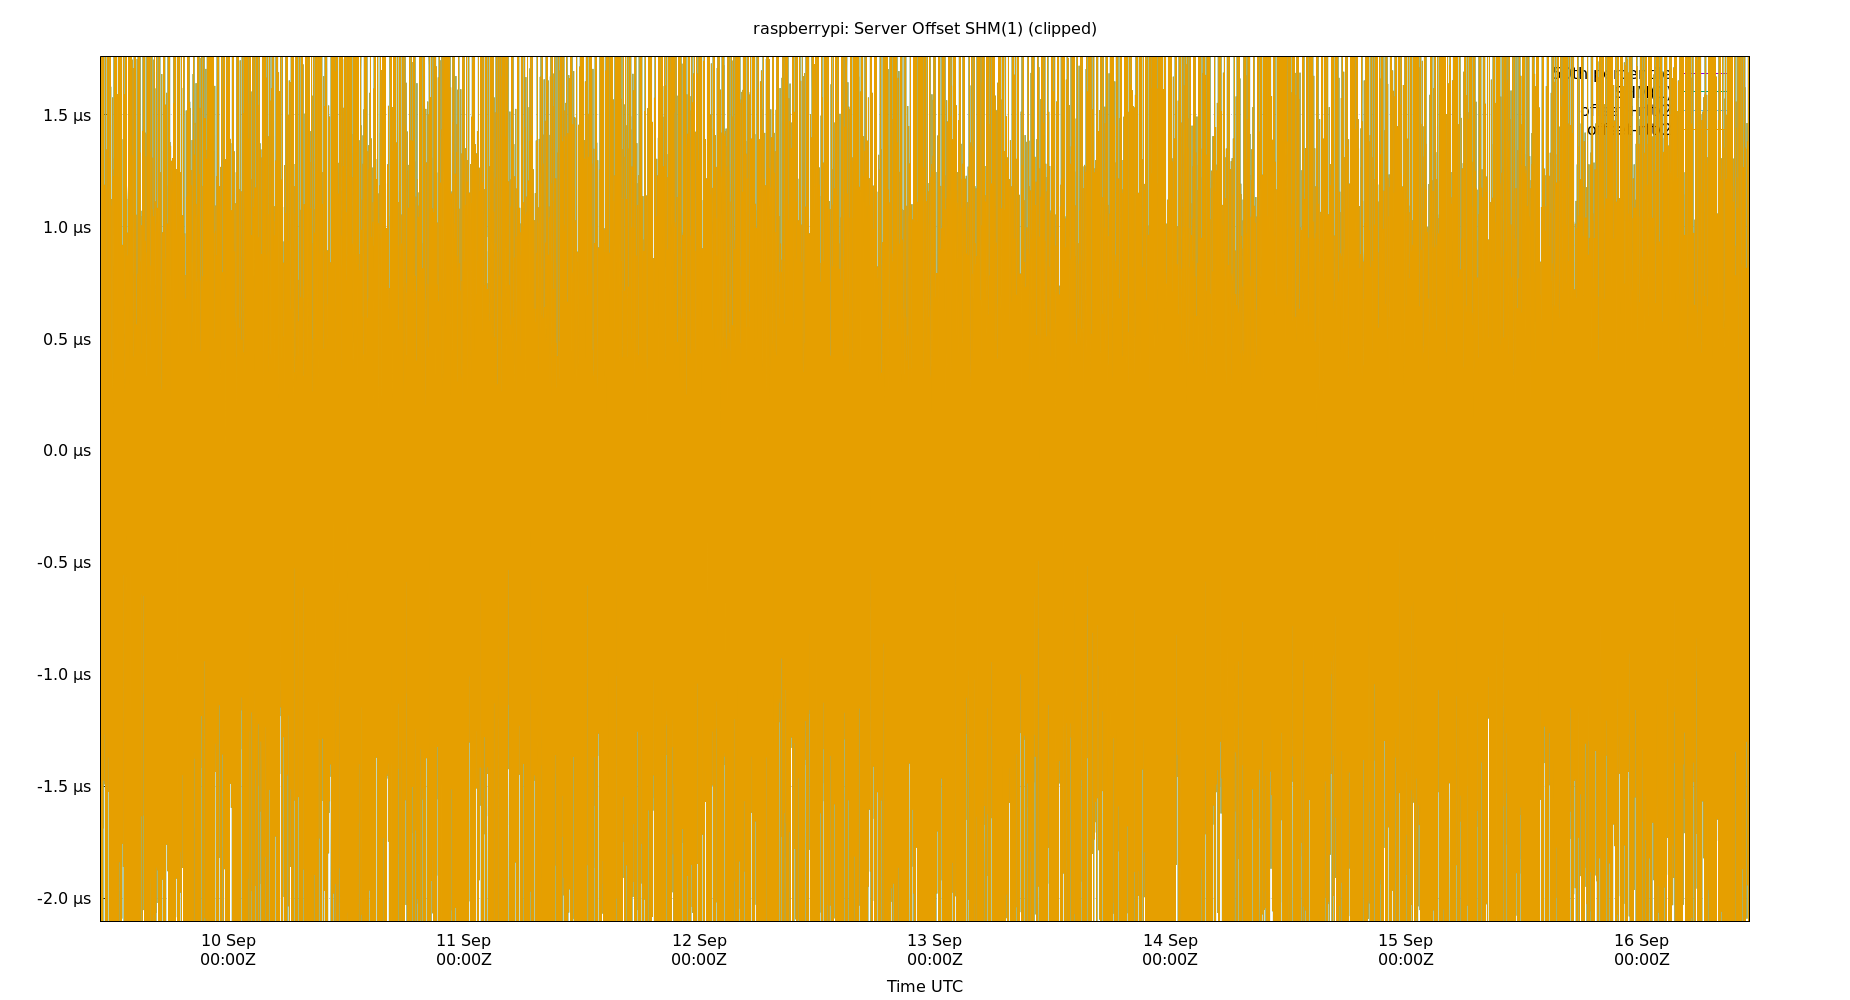 raspberrypi: Server Offset SHM(1) (clipped)
1.5 µs
1.0 µs
0.5 µs
0.0 µs
-0.5 µs
-1.0 µs
-1.5 µs
-2.0 µs
10 Sep 11 Sep 12 Sep 13 Sep 14 Sep 15 Sep 16 Sep
00:00Z 00:00Z 00:00Z 00:00Z 00:00Z 00:00Z 00:00Z
Time UTC